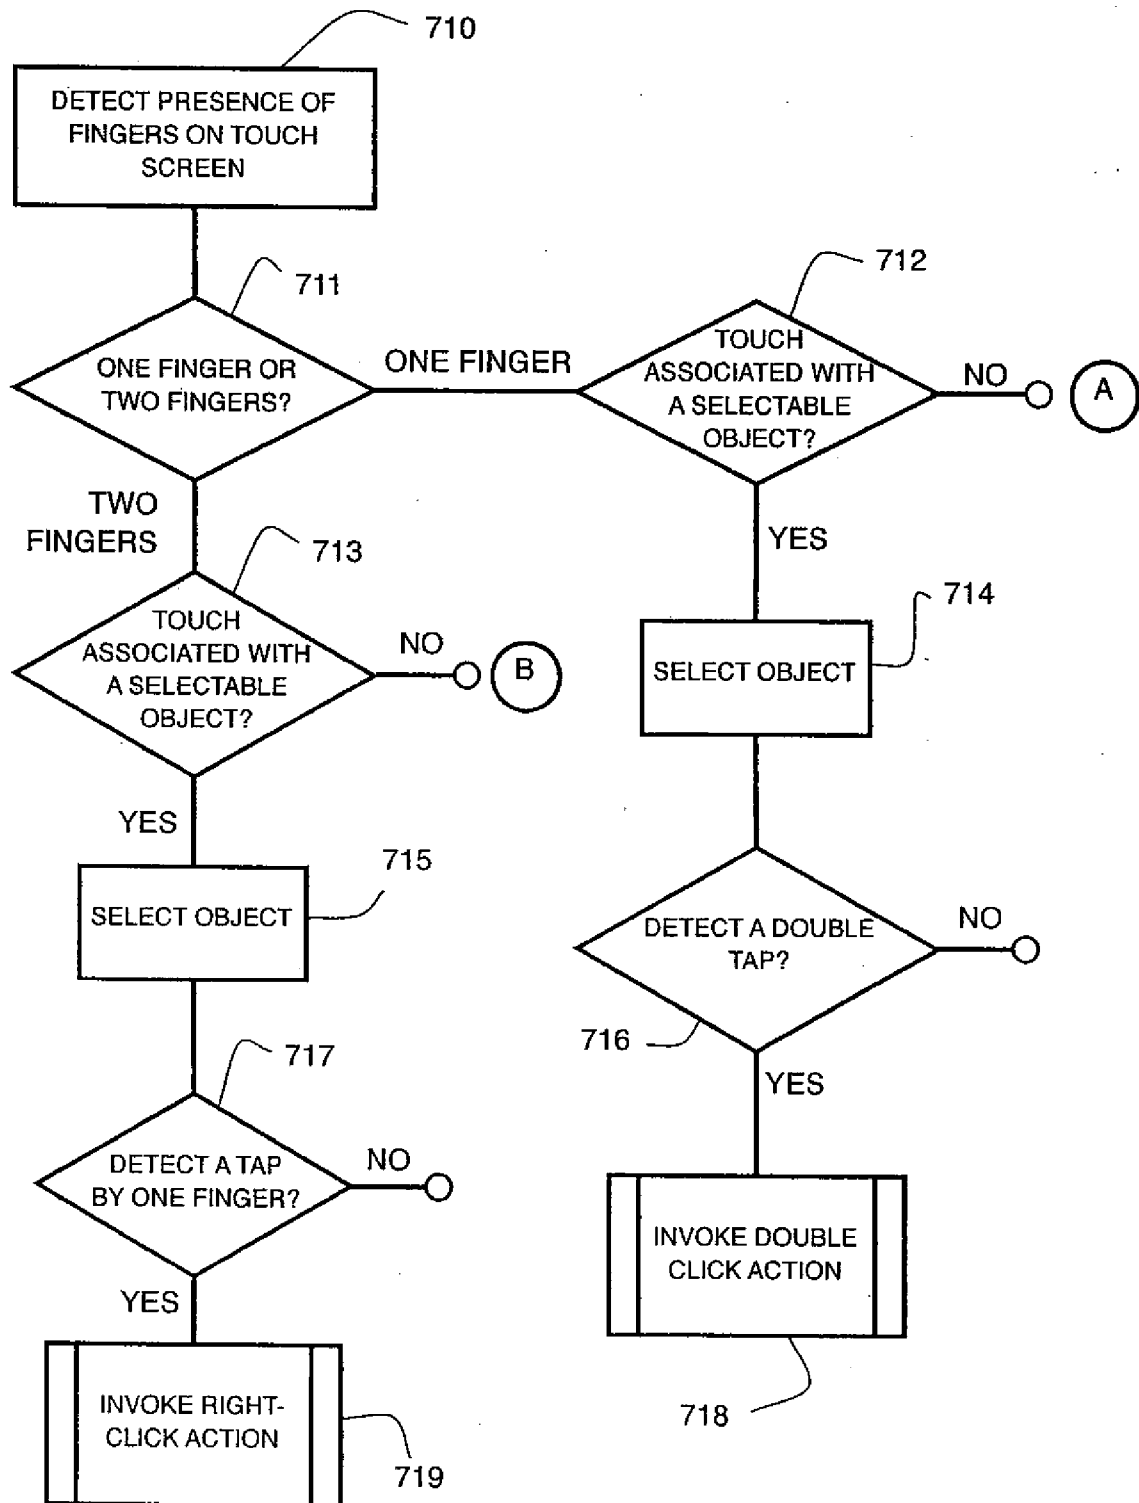 710
DETECT PRESENCE OF
FINGERS ON TOUCH
SCREEN
711
ONE FINGER OR
TWO FINGERS?
ONE FINGER
712
TOUCH
ASSOCIATED WITH
A SELECTABLE
OBJECT?
NO
A
TWO
FINGERS
YES
713
TOUCH
ASSOCIATED WITH
A SELECTABLE
OBJECT?
NO
B
714
SELECT OBJECT
YES
715
SELECT OBJECT
DETECT A DOUBLE
TAP?
NO
716
YES
717
DETECT A TAP
BY ONE FINGER?
NO
INVOKE DOUBLE
CLICK ACTION
718
YES
INVOKE RIGHT-
CLICK ACTION
719